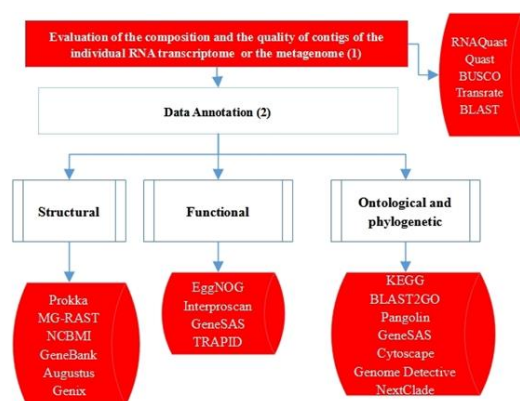 Evaluation of the composition and the quality of contigs of the
individual RNA transcriptome or the metagenome (1)
RNAQuast
Quast
BUSCO
Transrate
BLAST
Data Annotation (2)
Structural
Functional
Ontological and
phylogenetic
Prokka
MG-RAST
NCBMI
GeneBank
Augustus
Genix
EggNOG
Interproscan
GeneSAS
TRAPID
KEGG
BLAST2GO
Pangolin
GeneSAS
Cytoscape
Genome Detective
NextClade